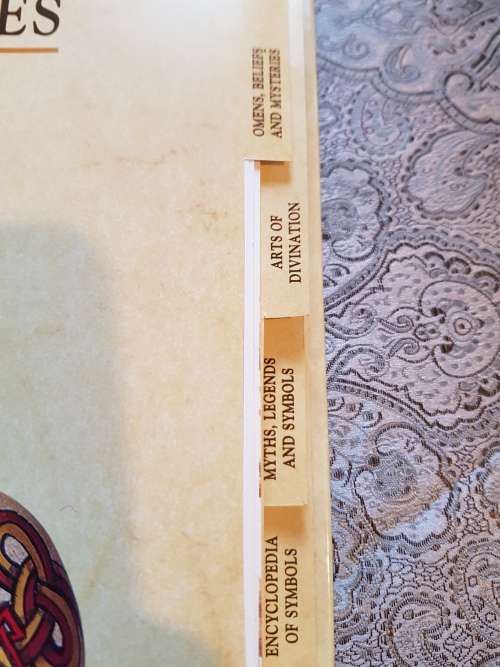 ES
OMENS, BELIEFS
AND MYSTERIES
ARTS OF
DIVINATION
MYTHS, LEGENDS
AND SYMBOLS
ENCYCLOPEDIA
OF SYMBOLS